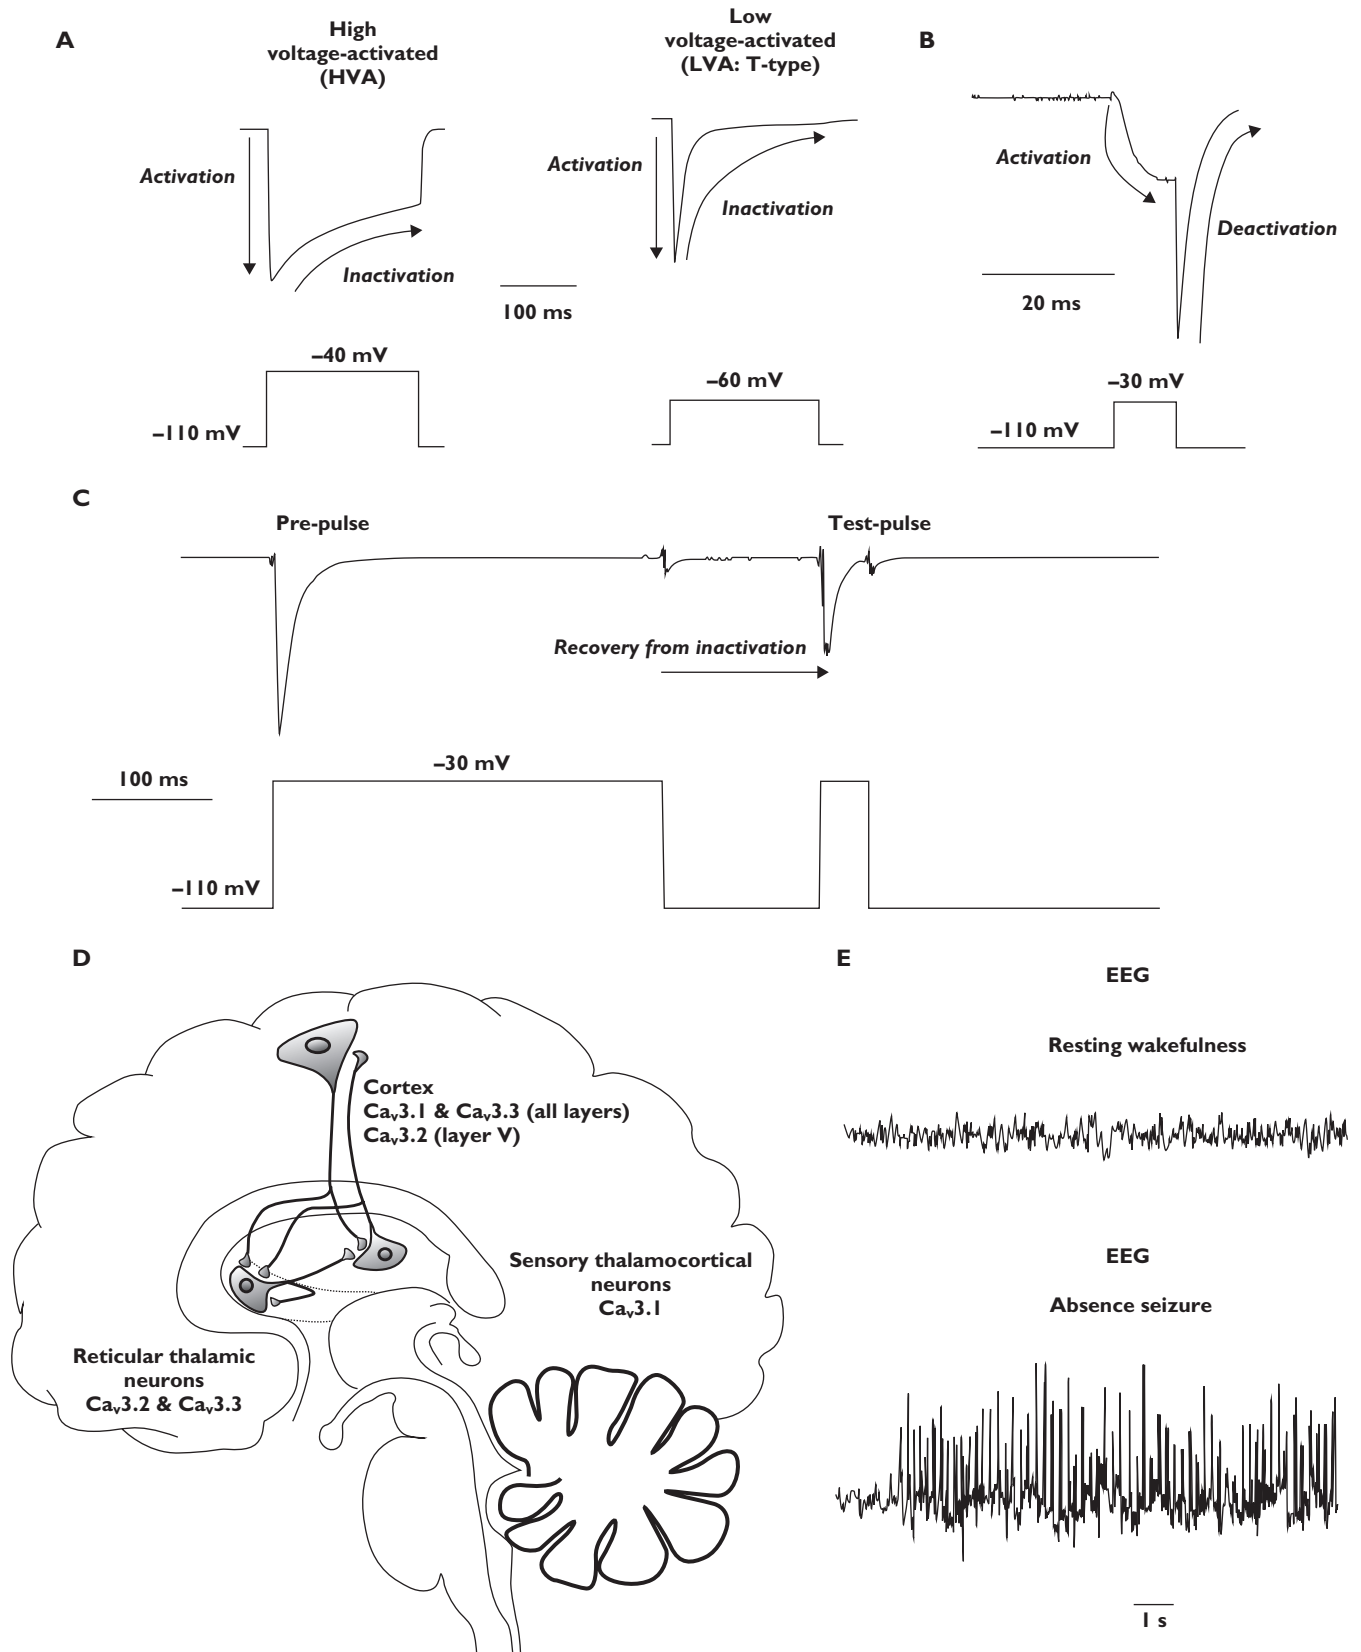 A
High
voltage-activated
(HVA)
Activation
Inactivation
100 ms
–40 mV
–110 mV
Low
voltage-activated
(LVA: T-type)
Activation
Inactivation
–60 mV
B
Activation
Deactivation
20 ms
–30 mV
–110 mV
C
Pre-pulse
Test-pulse
Recovery from inactivation
100 ms
–30 mV
–110 mV
D
Cortex
Caᵥ3.1 & Caᵥ3.3 (all layers)
Caᵥ3.2 (layer V)
Sensory thalamocortical
neurons
Caᵥ3.1
Reticular thalamic
neurons
Caᵥ3.2 & Caᵥ3.3
E
EEG
Resting wakefulness
EEG
Absence seizure
1 s